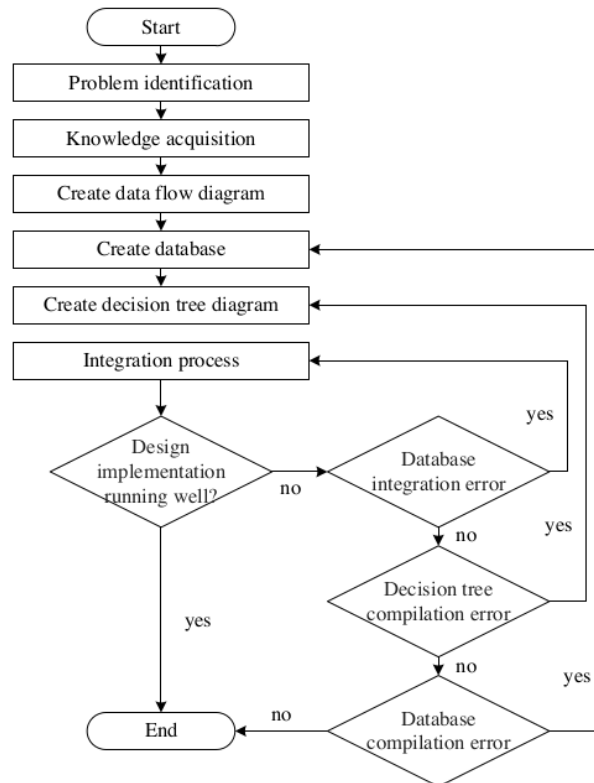 Start
Problem identification
Knowledge acquisition
Create data flow diagram
Create database
Create decision tree diagram
Integration process
yes
Design
implementation
running well?
no
Database
integration error
yes
no
Decision tree
compilation error
yes
no
yes
End
no
Database
compilation error